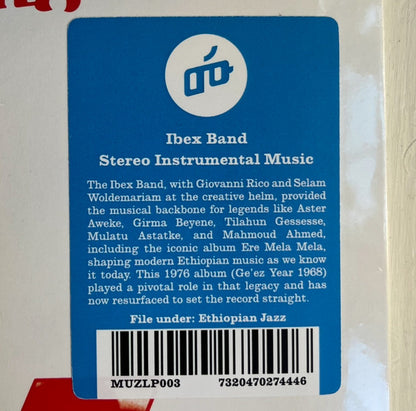 Ibex Band
Stereo Instrumental Music
The Ibex Band, with Giovanni Rico and Selam
Woldemariam at the creative helm, provided
the musical backbone for legends like Aster
Aweke, Girma Beyene, Tilahun Gessesse,
Mulatu Astatke, and Mahmoud Ahmed,
including the iconic album Ere Mela Mela,
shaping modern Ethiopian music as we know
it today. This 1976 album (Ge'ez Year 1968)
played a pivotal role in that legacy and has
now resurfaced to set the record straight.
File under: Ethiopian Jazz
MUZLP003 7320470274446